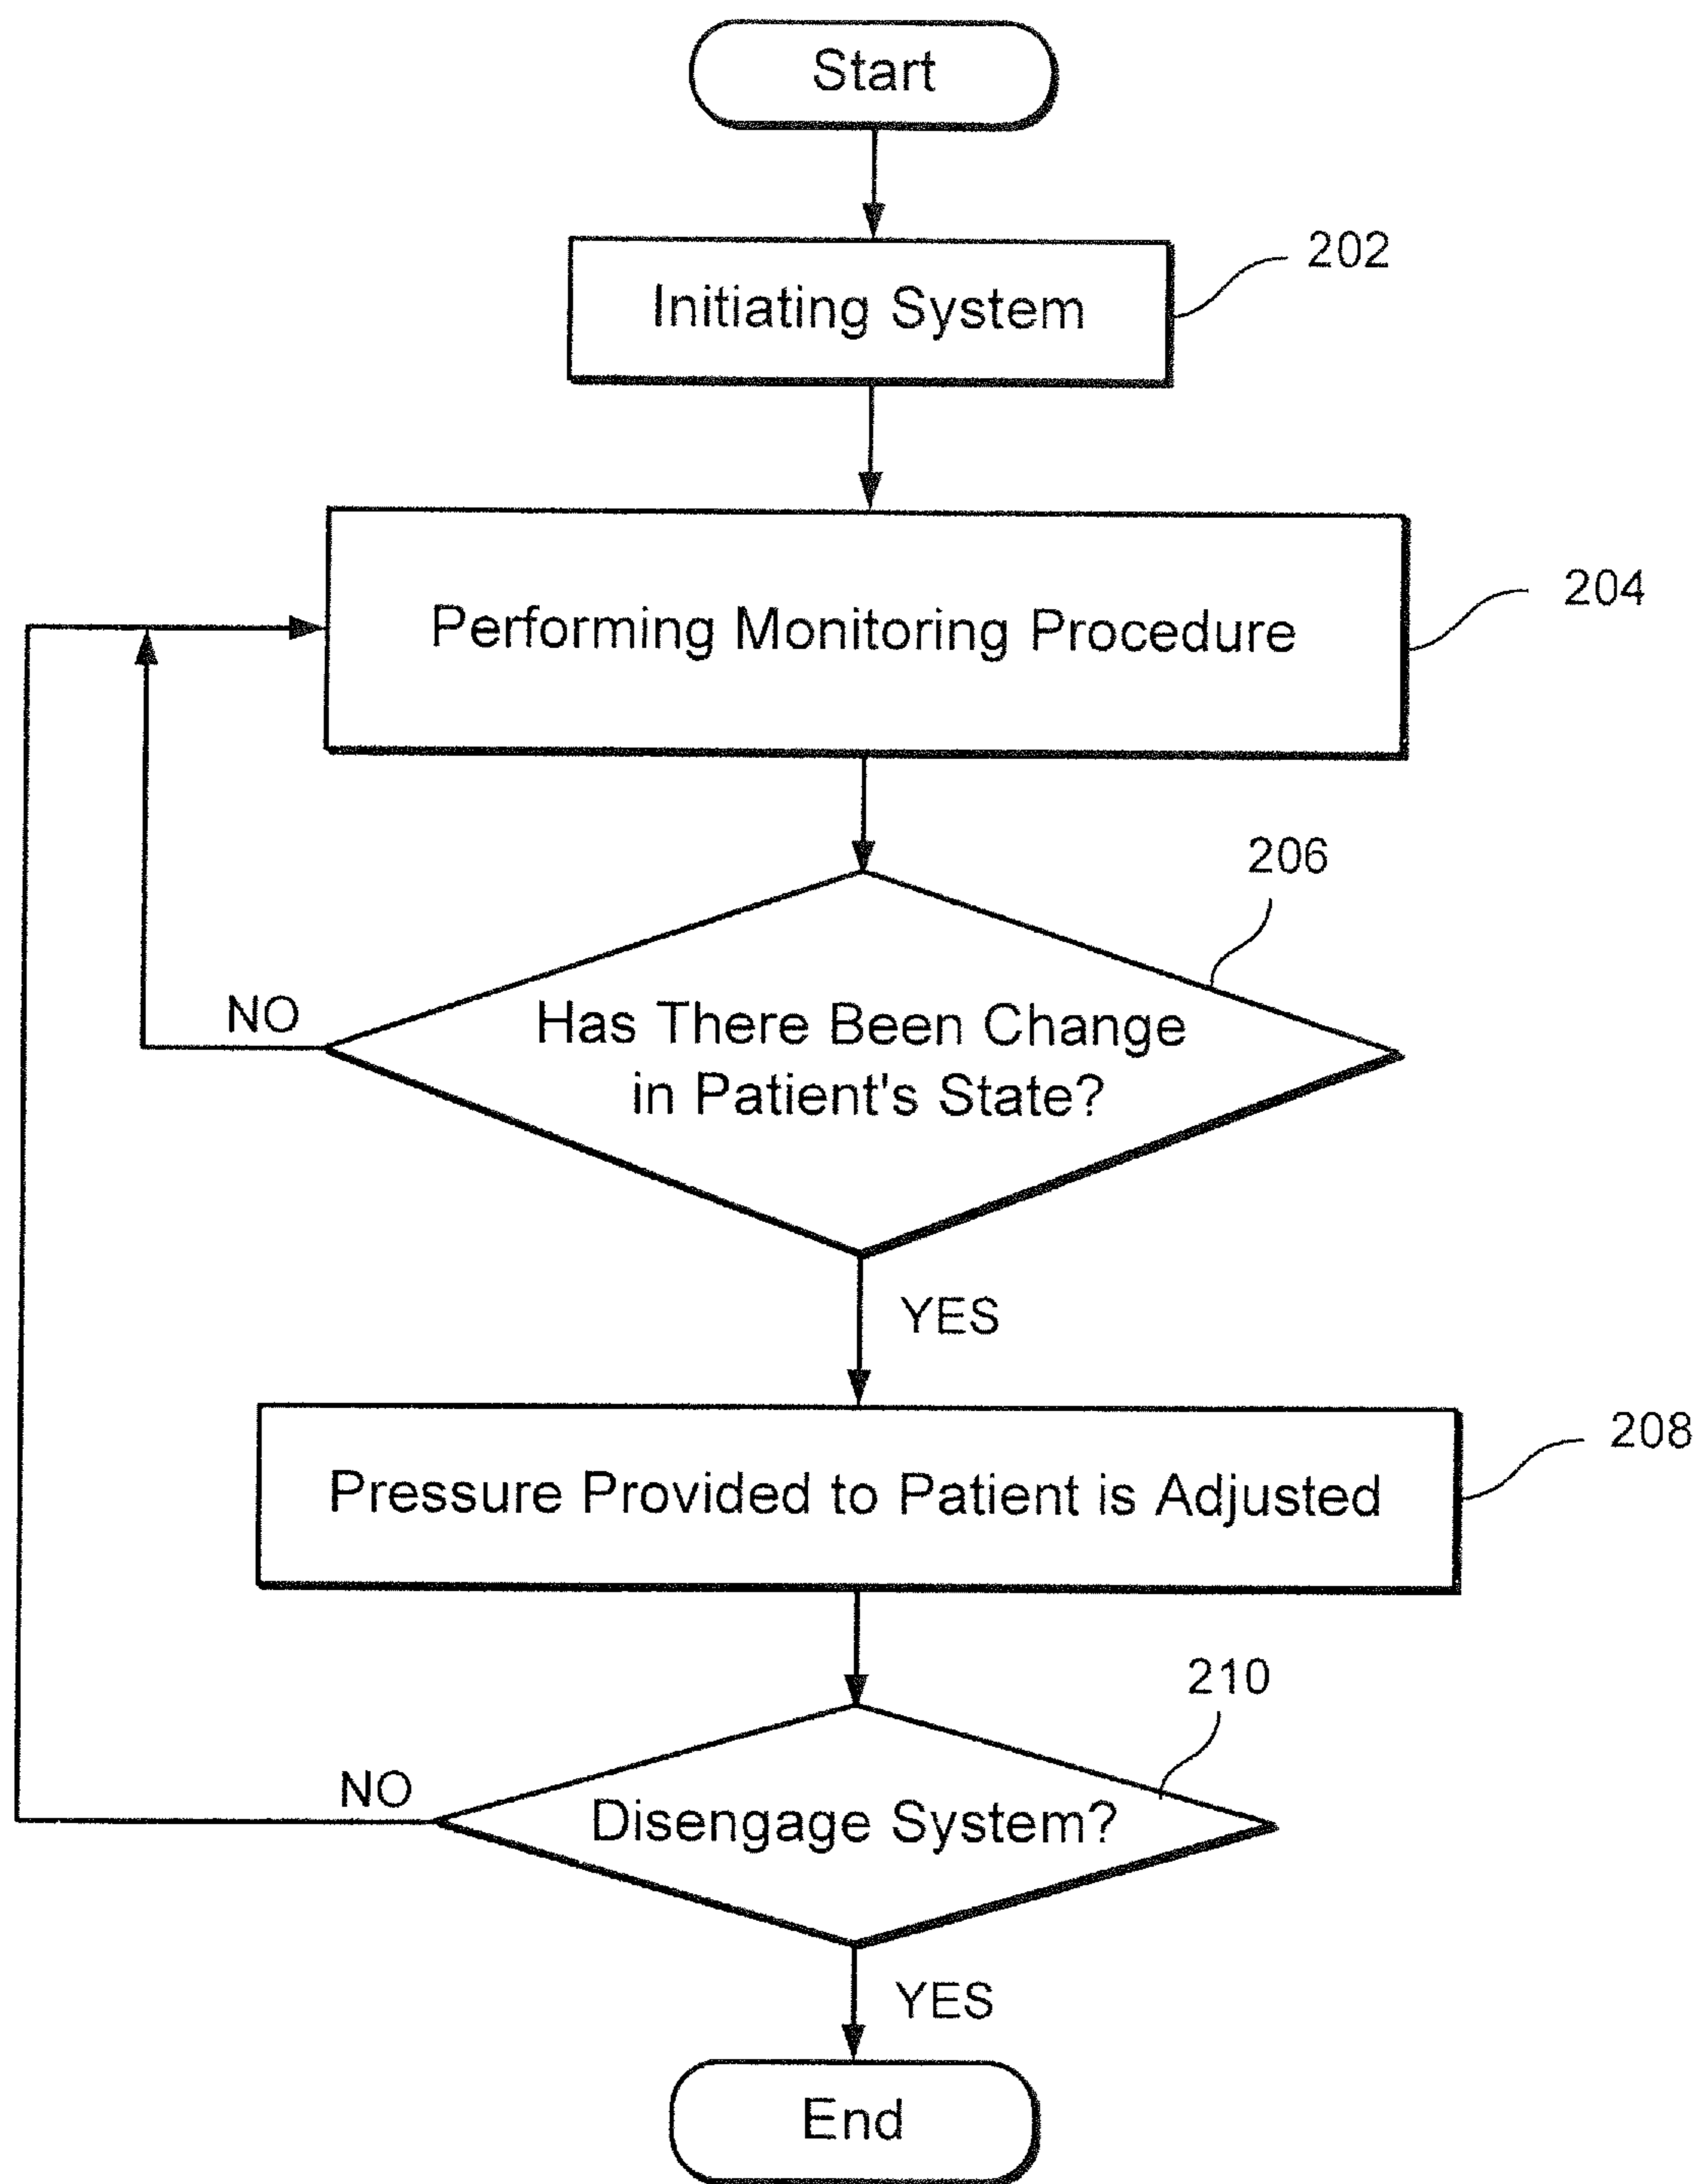 Start
Initiating System
202
Performing Monitoring Procedure
204
206
Has There Been Change
in Patient's State?
NO
YES
Pressure Provided to Patient is Adjusted
208
210
Disengage System?
NO
YES
End